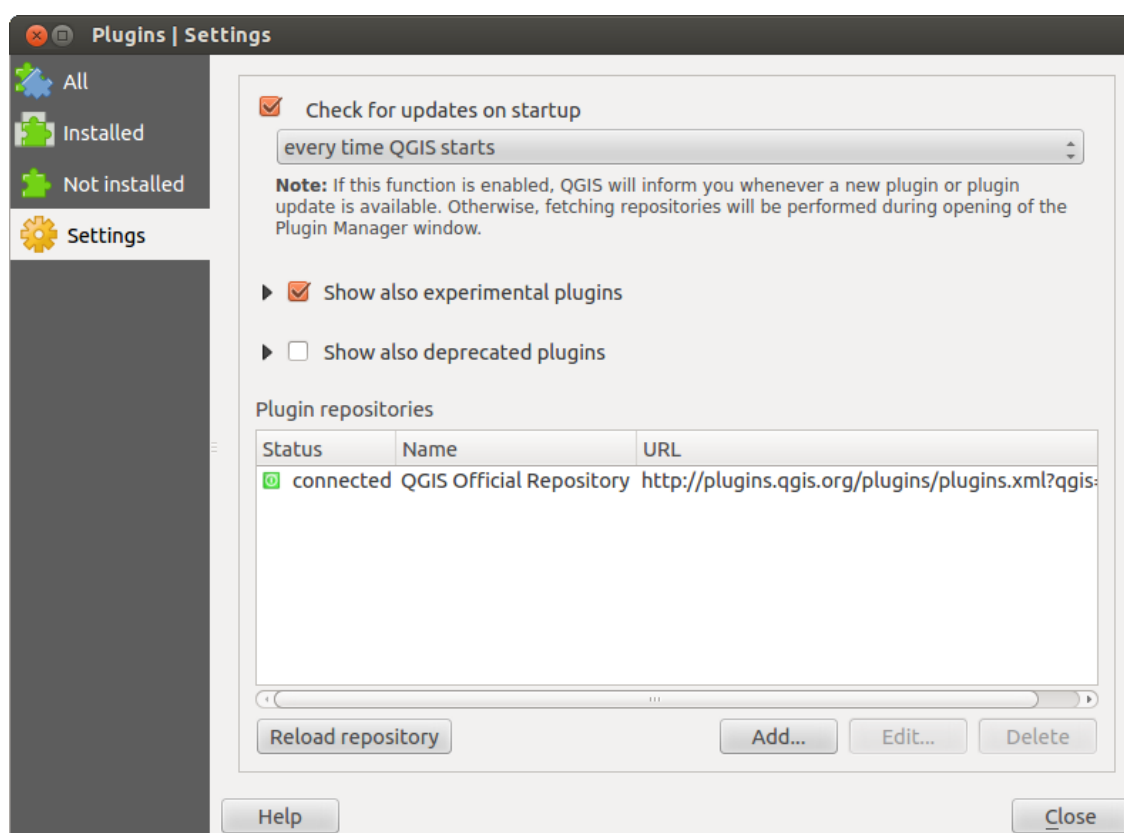 Plugins | Settings
All
Installed
Not installed
Settings
Check for updates on startup
every time QGIS starts
Note: If this function is enabled, QGIS will inform you whenever a new plugin or plugin
update is available. Otherwise, fetching repositories will be performed during opening of the
Plugin Manager window.
Show also experimental plugins
Show also deprecated plugins
Plugin repositories
Status Name URL
connected QGIS Official Repository http://plugins.qgis.org/plugins/plugins.xml?qgis=
Reload repository Add... Edit... Delete
Help Close